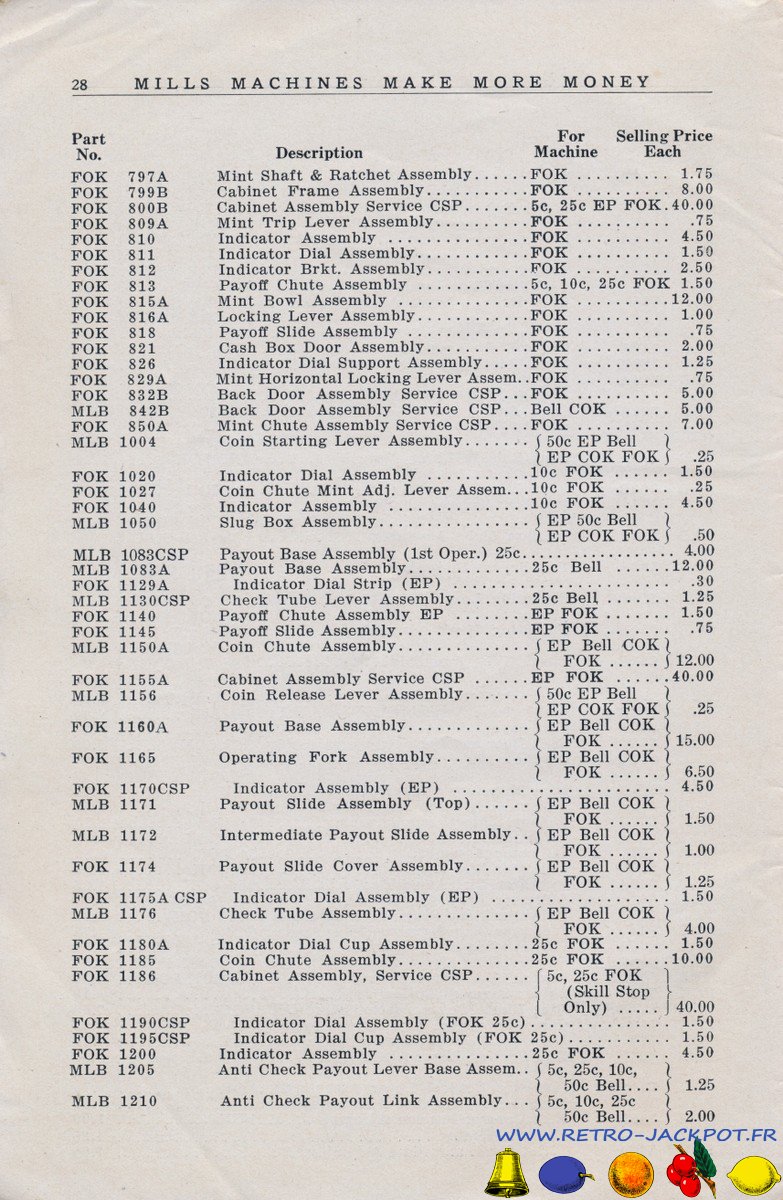 28 MILLS MACHINES MAKE MORE MONEY
Part For Selling Price
No. Description Machine Each
FOK 797A Mint Shaft & Ratchet Assembly......FOK .......... 1.75
FOK 799B Cabinet Frame Assembly...........FOK .......... 8.00
FOK 800B Cabinet Assembly Service CSP.......5c, 25c EP FOK.40.00
FOK 809A Mint Trip Lever Assembly..........FOK .......... .75
FOK 810 Indicator Assembly ...............FOK .......... 4.50
FOK 811 Indicator Dial Assembly............FOK .......... 1.50
FOK 812 Indicator Brkt. Assembly...........FOK .......... 2.50
FOK 813 Payoff Chute Assembly ............5c, 10c, 25c FOK 1.50
FOK 815A Mint Bowl Assembly ..............FOK ..........12.00
FOK 816A Locking Lever Assembly............FOK .......... 1.00
FOK 818 Payoff Slide Assembly .............FOK .......... .75
FOK 821 Cash Box Door Assembly...........FOK .......... 2.00
FOK 826 Indicator Dial Support Assembly.....FOK .......... 1.25
FOK 829A Mint Horizontal Locking Lever Assem..FOK .......... .75
FOK 832B Back Door Assembly Service CSP...FOK .......... 5.00
MLB 842B Back Door Assembly Service CSP...Bell COK ...... 5.00
FOK 850A Mint Chute Assembly Service CSP....FOK .......... 7.00
MLB 1004 Coin Starting Lever Assembly.......{ 50c EP Bell }
{ EP COK FOK } .25
FOK 1020 Indicator Dial Assembly ...........10c FOK ...... 1.50
FOK 1027 Coin Chute Mint Adj. Lever Assem...10c FOK ...... .25
FOK 1040 Indicator Assembly ...............10c FOK ...... 4.50
MLB 1050 Slug Box Assembly...............{ EP 50c Bell }
{ EP COK FOK } .50
MLB 1083CSP Payout Base Assembly (1st Oper.) 25c................. 4.00
MLB 1083A Payout Base Assembly.............25c Bell ......12.00
FOK 1129A Indicator Dial Strip (EP) ........................ .30
MLB 1130CSP Check Tube Lever Assembly........25c Bell ....... 1.25
FOK 1140 Payoff Chute Assembly EP ........EP FOK ....... 1.50
FOK 1145 Payoff Slide Assembly..............EP FOK ....... .75
MLB 1150A Coin Chute Assembly..............{ EP Bell COK }
{ FOK ...... } 12.00
FOK 1155A Cabinet Assembly Service CSP ......EP FOK ......40.00
MLB 1156 Coin Release Lever Assembly.......{ 50c EP Bell }
{ EP COK FOK } .25
FOK 1160A Payout Base Assembly.............{ EP Bell COK }
{ FOK ...... } 15.00
FOK 1165 Operating Fork Assembly..........{ EP Bell COK }
{ FOK ...... } 6.50
FOK 1170CSP Indicator Assembly (EP) ......................... 4.50
MLB 1171 Payout Slide Assembly (Top)......{ EP Bell COK }
{ FOK ...... } 1.50
MLB 1172 Intermediate Payout Slide Assembly..{ EP Bell COK }
{ FOK ...... } 1.00
FOK 1174 Payout Slide Cover Assembly.......{ EP Bell COK }
{ FOK ...... } 1.25
FOK 1175A CSP Indicator Dial Assembly (EP) ................... 1.50
MLB 1176 Check Tube Assembly..............{ EP Bell COK }
{ FOK ...... } 4.00
FOK 1180A Indicator Dial Cup Assembly........25c FOK ...... 1.50
FOK 1185 Coin Chute Assembly..............25c FOK ......10.00
FOK 1186 Cabinet Assembly, Service CSP......{ 5c, 25c FOK }
{ (Skill Stop }
{ Only) ..... } 40.00
FOK 1190CSP Indicator Dial Assembly (FOK 25c)............... 1.50
FOK 1195CSP Indicator Dial Cup Assembly (FOK 25c)........... 1.50
FOK 1200 Indicator Assembly ...............25c FOK ...... 4.50
MLB 1205 Anti Check Payout Lever Base Assem..{ 5c, 25c, 10c, }
{ 50c Bell.... } 1.25
MLB 1210 Anti Check Payout Link Assembly...{ 5c, 10c, 25c }
{ 50c Bell.... } 2.00
WWW.RETRO-JACKPOT.FR